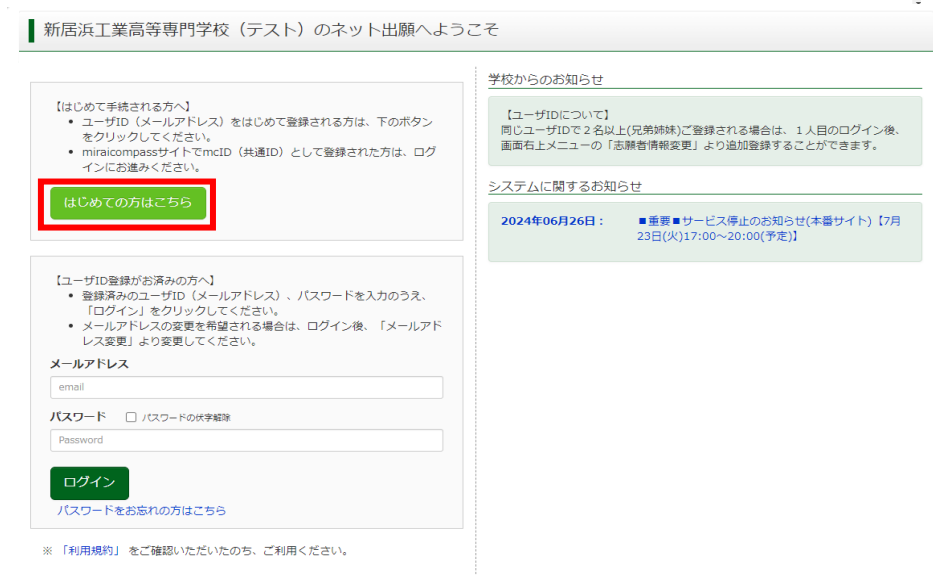 新居浜工業高等専門学校（テスト）のネット出願へようこそ
【はじめて手続される方へ】
• ユーザID（メールアドレス）をはじめて登録される方は、下のボタン
をクリックしてください。
• miraicompassサイトでmcID（共通ID）として登録された方は、ログ
インにお進みください。
はじめての方はこちら
【ユーザID登録がお済みの方へ】
• 登録済みのユーザID（メールアドレス）、パスワードを入力のうえ、
「ログイン」をクリックしてください。
• メールアドレスの変更を希望される場合は、ログイン後、「メールアド
レス変更」より変更してください。
メールアドレス
email
パスワード パスワードの伏字解除
Password
ログイン
パスワードをお忘れの方はこちら
※ 「利用規約」 をご確認いただいたのち、ご利用ください。
学校からのお知らせ
【ユーザIDについて】
同じユーザIDで２名以上(兄弟姉妹)ご登録される場合は、１人目のログイン後、
画面右上メニューの「志願者情報変更」より追加登録することができます。
システムに関するお知らせ
2024年06月26日： ■重要■サービス停止のお知らせ(本番サイト)【7月
23日(火)17:00～20:00(予定)】